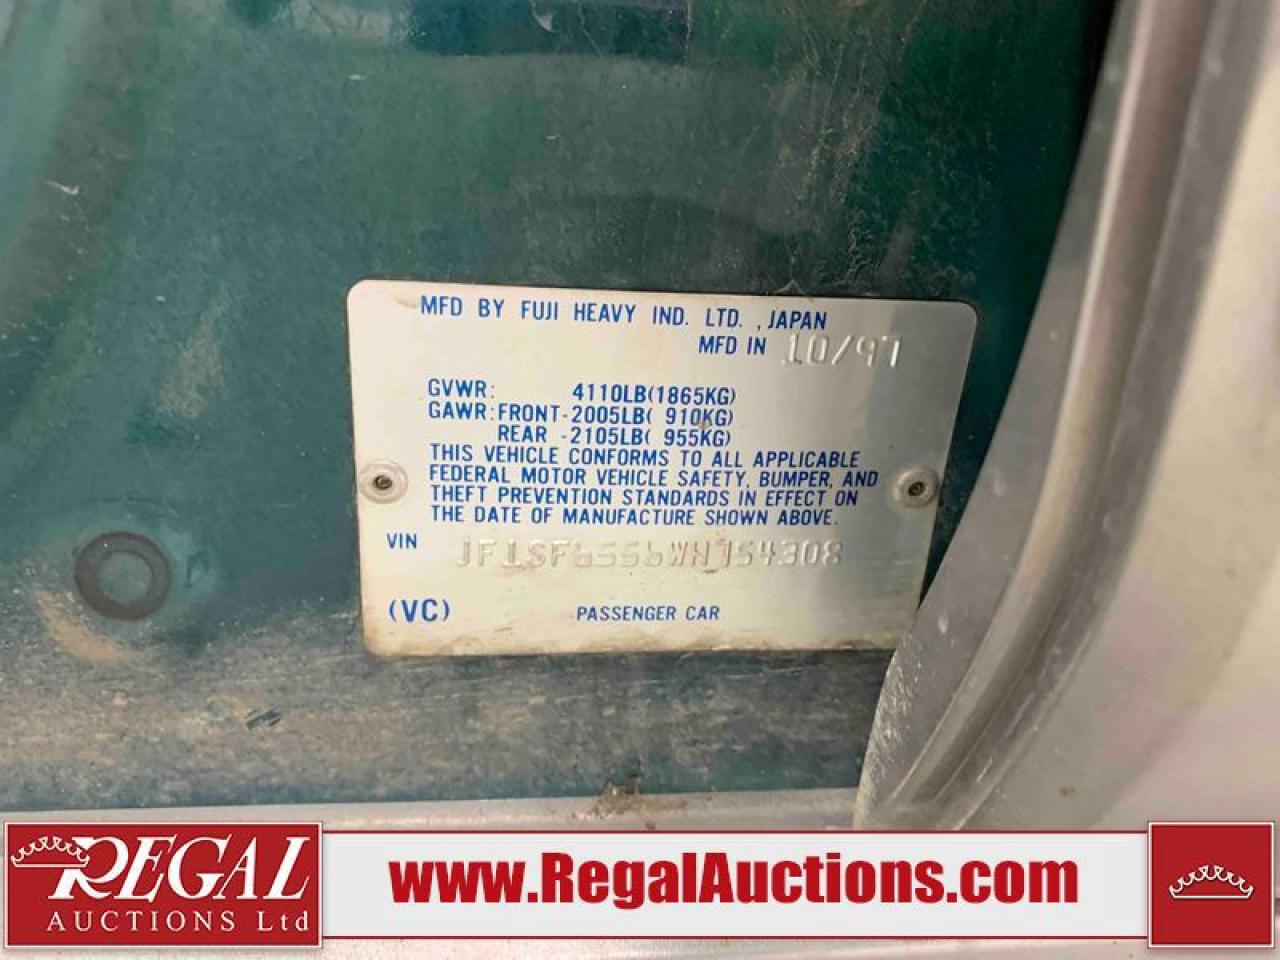 MFD BY FUJI HEAVY IND. LTD. , JAPAN
MFD IN 10/97
GVWR: 4110LB(1865KG)
GAWR: FRONT-2005LB( 910KG)
REAR -2105LB( 955KG)
THIS VEHICLE CONFORMS TO ALL APPLICABLE
FEDERAL MOTOR VEHICLE SAFETY, BUMPER, AND
THEFT PREVENTION STANDARDS IN EFFECT ON
THE DATE OF MANUFACTURE SHOWN ABOVE.
VIN JF1SF6556WH754308
(VC) PASSENGER CAR
REGAL
AUCTIONS Ltd
www.RegalAuctions.com